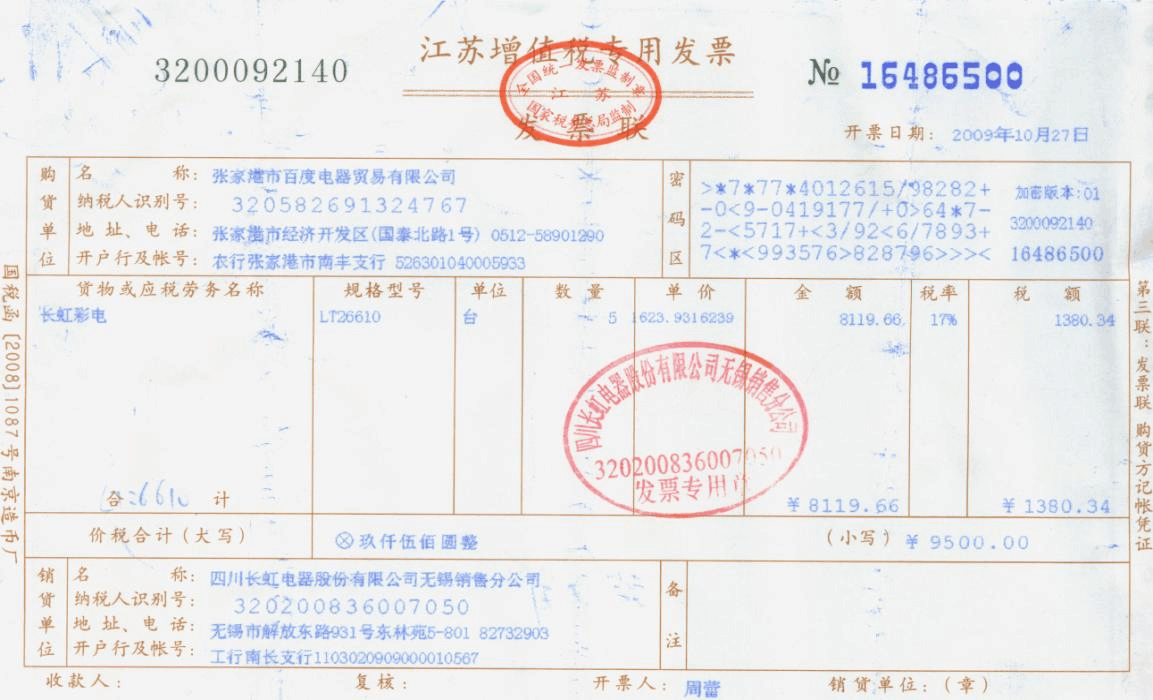 江苏增值税专用发票
3200092140
全国统一发票监制章
江苏
国家税务总局监制
发票联
№ 16486500
开票日期: 2009年10月27日
购货单位
名称: 张家港市百度电器贸易有限公司
纳税人识别号: 320582691324767
地址、电话: 张家港市经济开发区(国泰北路1号) 0512-58901290
开户行及帐号: 农行张家港市南丰支行 526301040005933
密码区
>*7*77*4012615/98282+ 加密版本:01
-0<9-0419177/+0>64*7-
2-<5717+<3/92<6/7893+ 3200092140
7<*<993576>828796>>>< 16486500
货物或应税劳务名称 规格型号 单位 数量 单价 金额 税率 税额
长虹彩电 LT26610 台 5 1623.9316239 8119.66 17% 1380.34
合计 ¥8119.66 ¥1380.34
价税合计(大写) ⊗玖仟伍佰圆整 (小写) ¥9500.00
四川长虹电器股份有限公司无锡销售分公司
320200836007050
发票专用章
销货单位
名称: 四川长虹电器股份有限公司无锡销售分公司
纳税人识别号: 320200836007050
地址、电话: 无锡市解放东路931号东林苑5-801 82732903
开户行及帐号: 工行南长支行1103020909000010567
备注
收款人: 复核: 开票人: 周蕾 销货单位:(章)
国税函[2008]1087号南京造币厂
第三联:发票联 购货方记帐凭证